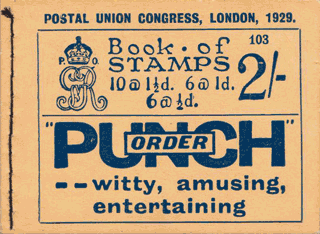 POSTAL UNION CONGRESS, LONDON, 1929.
P. O.
GR
Book · of
STAMPS
103
2/-
10 @ 1½d. 6 @ 1d.
6 @ ½d.
"PUNCH"
ORDER
-- witty, amusing,
entertaining